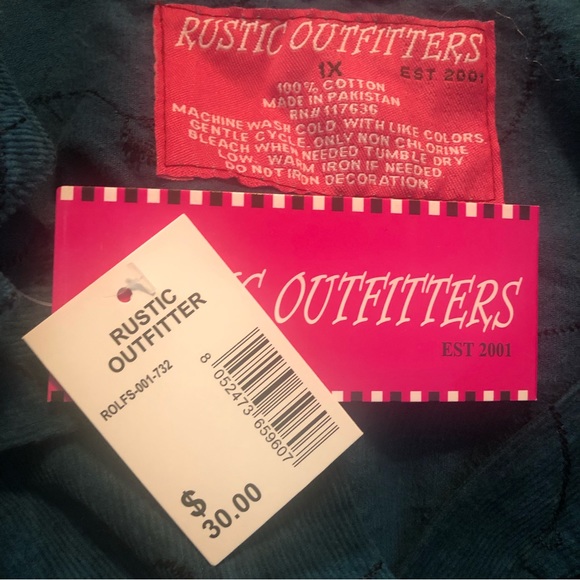 RUSTIC OUTFITTERS
1X EST 2001
100% COTTON
MADE IN PAKISTAN
RN# 117636
MACHINE WASH COLD WITH LIKE COLORS
GENTLE CYCLE. ONLY NON CHLORINE
BLEACH WHEN NEEDED TUMBLE DRY
LOW. WARM IRON IF NEEDED.
DO NOT IRON DECORATION.
OUTFITTERS
EST 2001
RUSTIC
OUTFITTER
ROLFS-001-732
8 052473 659607
$
30.00